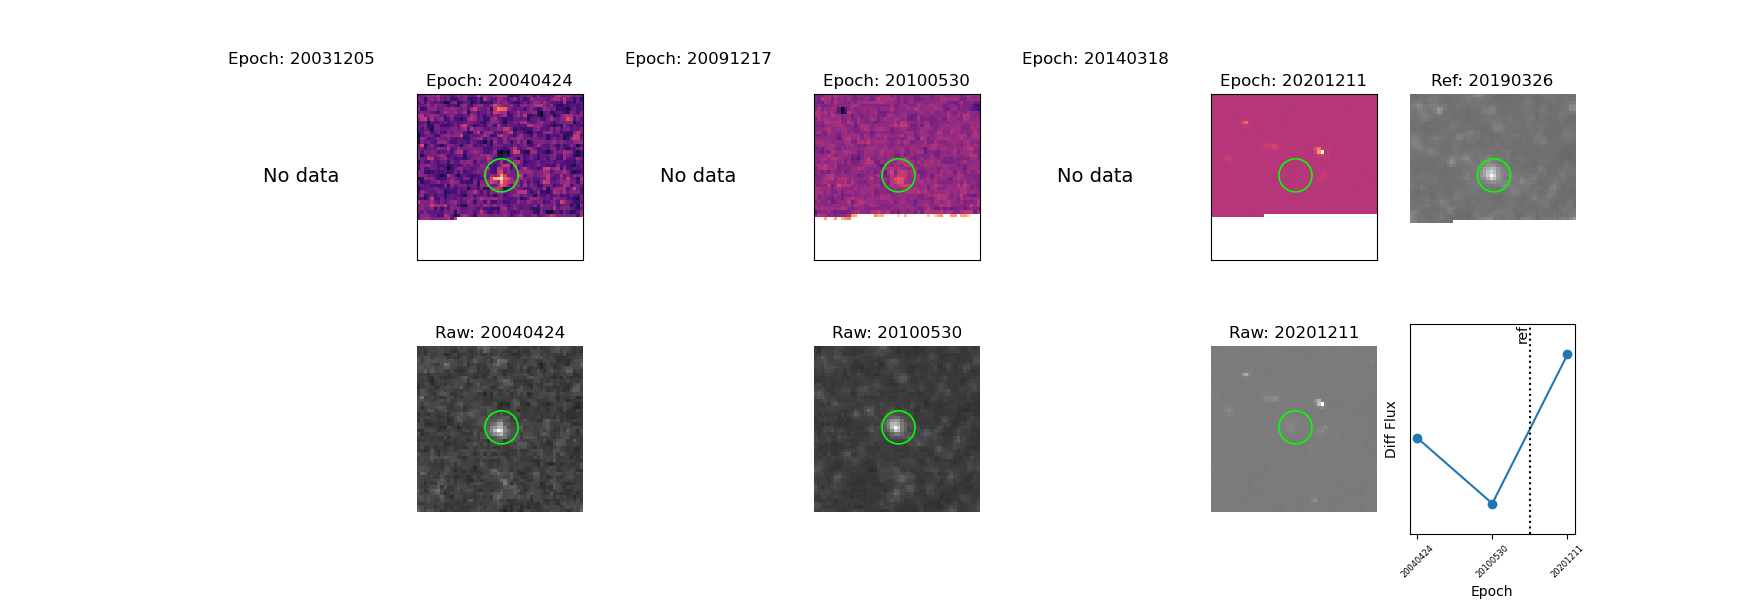 Epoch: 20031205
Epoch: 20040424
Epoch: 20091217
Epoch: 20100530
Epoch: 20140318
Epoch: 20201211
Ref: 20190326
No data
No data
No data
Raw: 20040424
Raw: 20100530
Raw: 20201211
ref
Diff Flux
20040424
20100530
20201211
Epoch